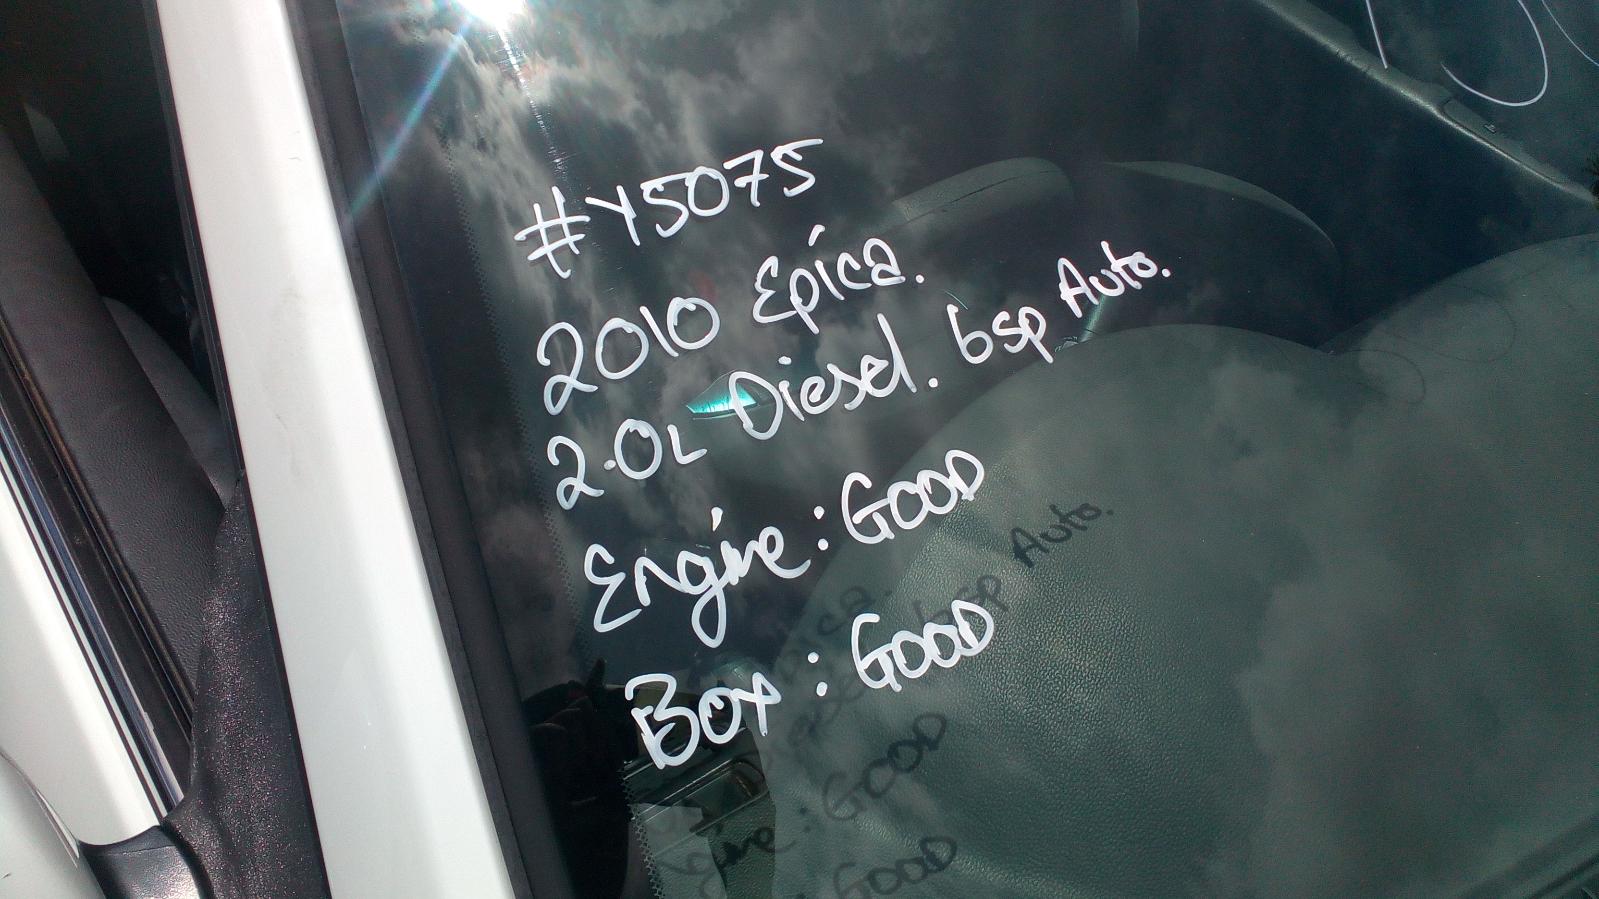 #Y5075
2010 Epica.
2.0L Diesel. 6sp Auto.
Engine: GOOD
Box: GOOD